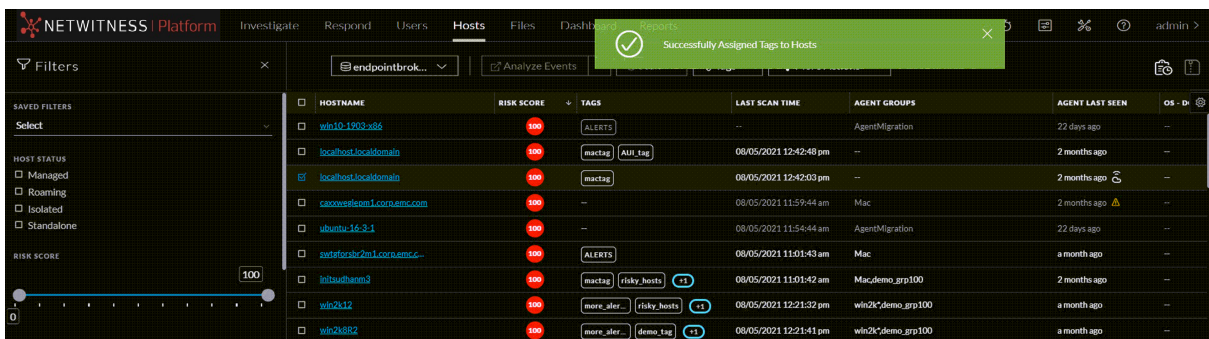 NETWITNESS Platform Investigate Respond Users Hosts Files Dashboard Reports admin >
Successfully Assigned Tags to Hosts
Filters endpointbrok... Analyze Events
SAVED FILTERS
Select
HOST STATUS
Managed
Roaming
Isolated
Standalone
RISK SCORE
100
0
HOSTNAME RISK SCORE TAGS LAST SCAN TIME AGENT GROUPS AGENT LAST SEEN
win10-1903-x86 100 ALERTS -- AgentMigration 22 days ago --
localhost.localdomain 100 mactag AUI_tag 08/05/2021 12:42:48 pm -- 2 months ago --
localhost.localdomain 100 mactag 08/05/2021 12:42:03 pm -- 2 months ago --
caxxweglepm1.corp.emc.com 100 -- 08/05/2021 11:59:44 am Mac 2 months ago --
ubuntu-16-3-1 100 -- 08/05/2021 11:54:44 am AgentMigration 22 days ago --
swtgforsbr2m1.corp.emc.c... 100 ALERTS 08/05/2021 11:01:43 am Mac a month ago --
initsudhanm3 100 mactag risky_hosts +1 08/05/2021 11:01:42 am Mac,demo_grp100 2 months ago --
win2k12 100 more_aler... risky_hosts +1 08/05/2021 12:21:32 pm win2k*,demo_grp100 a month ago --
win2k8R2 100 more_aler... demo_tag +1 08/05/2021 12:21:41 pm win2k*,demo_grp100 a month ago --